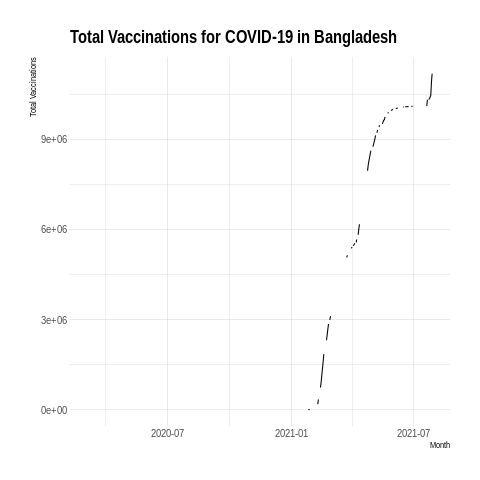 Total Vaccinations for COVID-19 in Bangladesh
Total Vaccinations
9e+06
6e+06
3e+06
0e+00
2020-07 2021-01 2021-07
Month